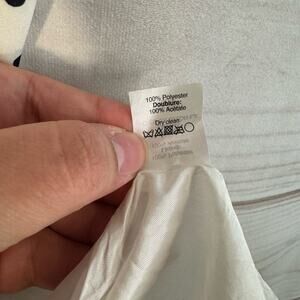 100% Polyester
Doublure:
100% Acétate
Dry clean